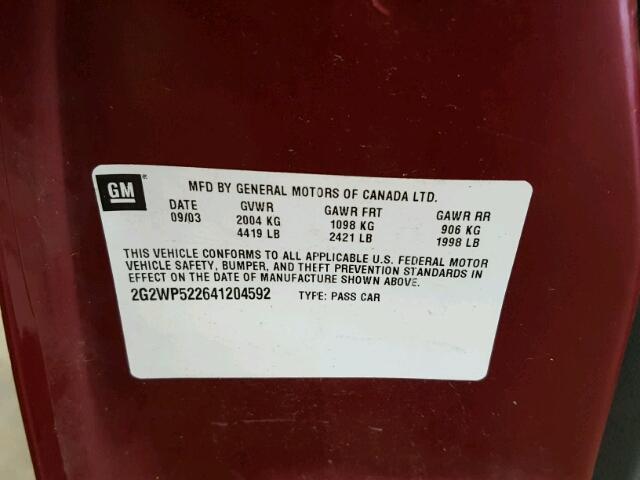 GM
MFD BY GENERAL MOTORS OF CANADA LTD.
DATE GVWR GAWR FRT GAWR RR
09/03 2004 KG 1098 KG 906 KG
4419 LB 2421 LB 1998 LB
THIS VEHICLE CONFORMS TO ALL APPLICABLE U.S. FEDERAL MOTOR
VEHICLE SAFETY, BUMPER, AND THEFT PREVENTION STANDARDS IN
EFFECT ON THE DATE OF MANUFACTURE SHOWN ABOVE.
2G2WP522641204592 TYPE: PASS CAR